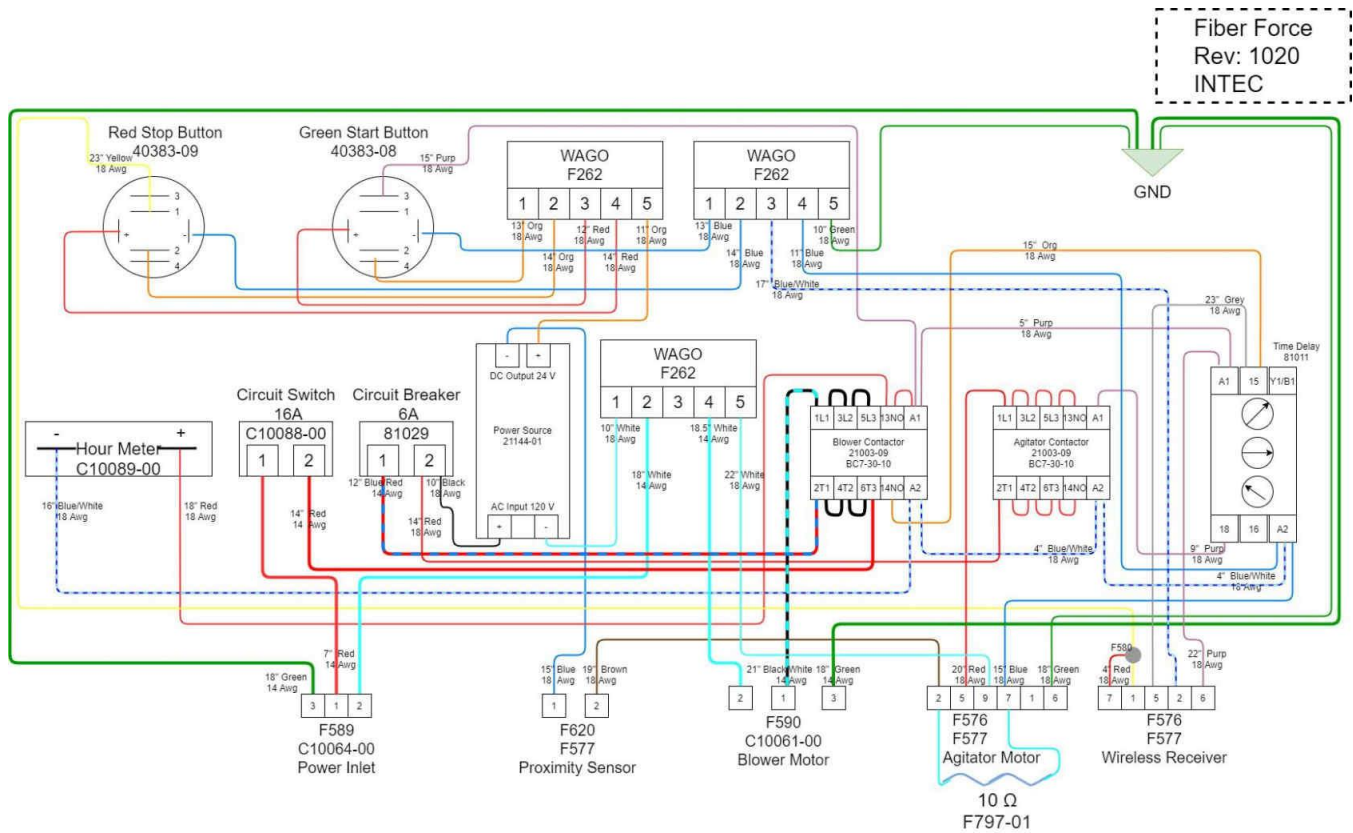 Fiber Force
Rev: 1020
INTEC
Red Stop Button
40383-09
Green Start Button
40383-08
23" Yellow
18 Awg
15" Purp
18 Awg
3
1
+
-
2
4
3
1
+
-
2
4
WAGO
F262
1 2 3 4 5
13" Org
18 Awg
12" Red
18 Awg
11" Org
18 Awg
14" Org
18 Awg
14" Red
18 Awg
WAGO
F262
1 2 3 4 5
13" Blue
18 Awg
10" Green
18 Awg
14" Blue
18 Awg
11" Blue
18 Awg
17" Blue/White
18 Awg
GND
15" Org
18 Awg
23" Grey
18 Awg
5" Purp
18 Awg
Time Delay
81011
A1 15 Y1/B1
18 16 A2
- +
DC Output 24 V
Power Source
21144-01
AC Input 120 V
+ -
WAGO
F262
1 2 3 4 5
10" White
18 Awg
18.5" White
14 Awg
18" White
14 Awg
22" White
18 Awg
Circuit Switch
16A
C10088-00
1 2
Circuit Breaker
6A
81029
1 2
- +
Hour Meter
C10089-00
16" Blue/White
18 Awg
18" Red
18 Awg
14" Red
14 Awg
12" Blue/Red
14 Awg
10" Black
18 Awg
14" Red
18 Awg
1L1 3L2 5L3 13NO A1
Blower Contactor
21003-09
BC7-30-10
2T1 4T2 6T3 14NO A2
1L1 3L2 5L3 13NO A1
Agitator Contactor
21003-09
BC7-30-10
2T1 4T2 6T3 14NO A2
4" Blue/White
18 Awg
9" Purp
18 Awg
4" Blue/White
18 Awg
7" Red
14 Awg
18" Green
14 Awg
3 1 2
F589
C10064-00
Power Inlet
15" Blue
18 Awg
19" Brown
18 Awg
1 2
F620
F577
Proximity Sensor
21" Black/White
14 Awg
18" Green
14 Awg
2 1 3
F590
C10061-00
Blower Motor
20" Red
18 Awg
15" Blue
18 Awg
18" Green
18 Awg
2 5 9 7 1 6
F576
F577
Agitator Motor
10 Ω
F797-01
F580
4" Red
18 Awg
22" Purp
18 Awg
7 1 5 2 6
F576
F577
Wireless Receiver